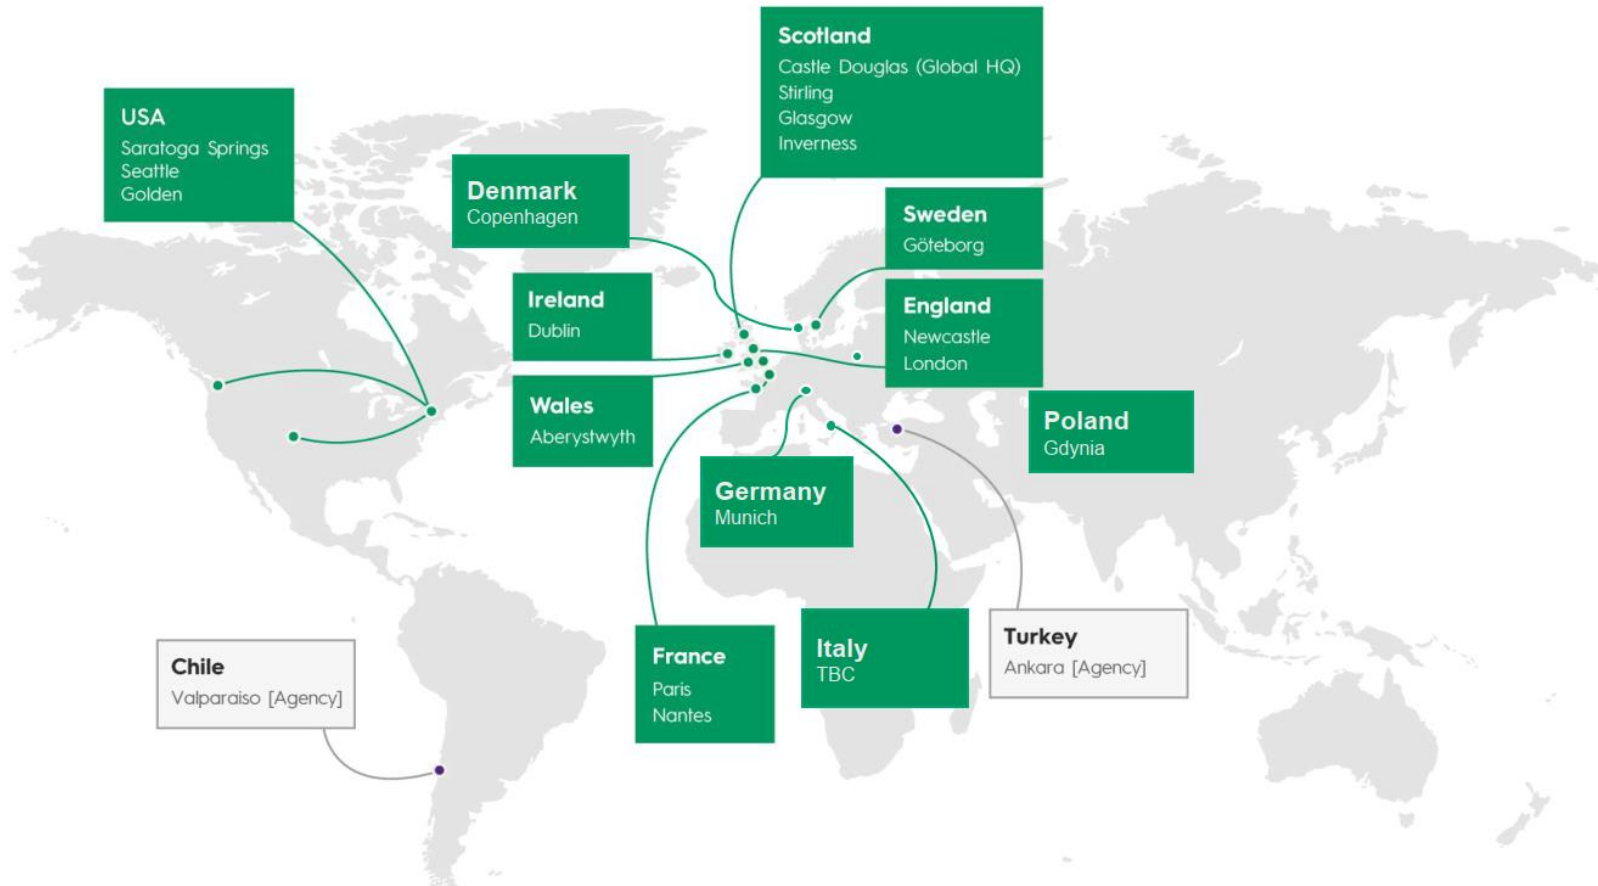 Scotland
Castle Douglas (Global HQ)
Stirling
Glasgow
Inverness
USA
Saratoga Springs
Seattle
Golden
Denmark
Copenhagen
Sweden
Göteborg
Ireland
Dublin
England
Newcastle
London
Wales
Aberystwyth
Poland
Gdynia
Germany
Munich
Chile
Valparaiso [Agency]
France
Paris
Nantes
Italy
TBC
Turkey
Ankara [Agency]